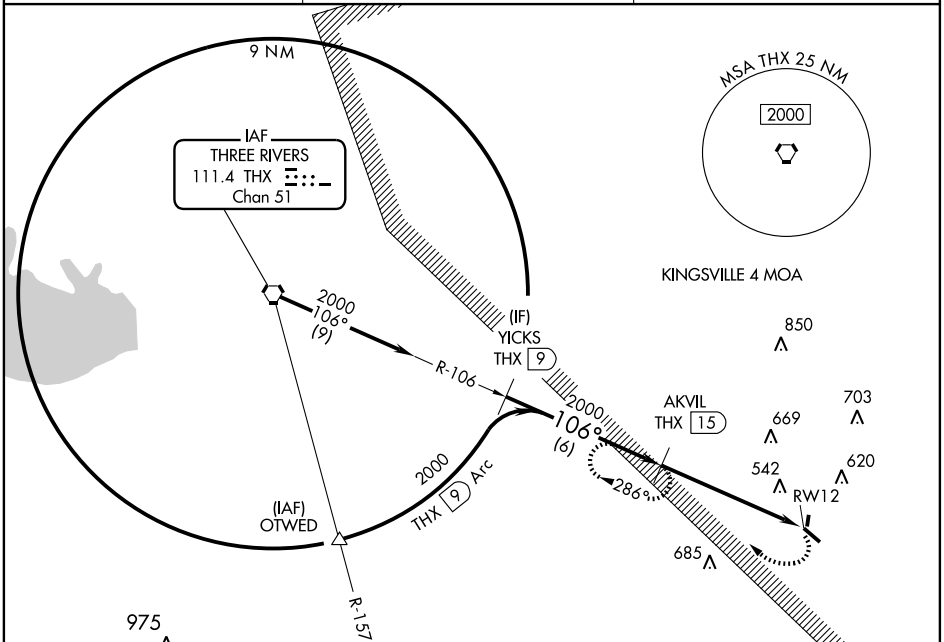 9 NM
MSA THX 25 NM
2000
IAF
THREE RIVERS
111.4 THX
Chan 51
KINGSVILLE 4 MOA
2000
106°
(9)
(IF)
YICKS
THX 9
850
R-106
2000
106°
(6)
AKVIL
THX 15
703
669
286°
542
620
RW12
2000
THX 9 Arc
(IAF)
OTWED
685
R-157
975